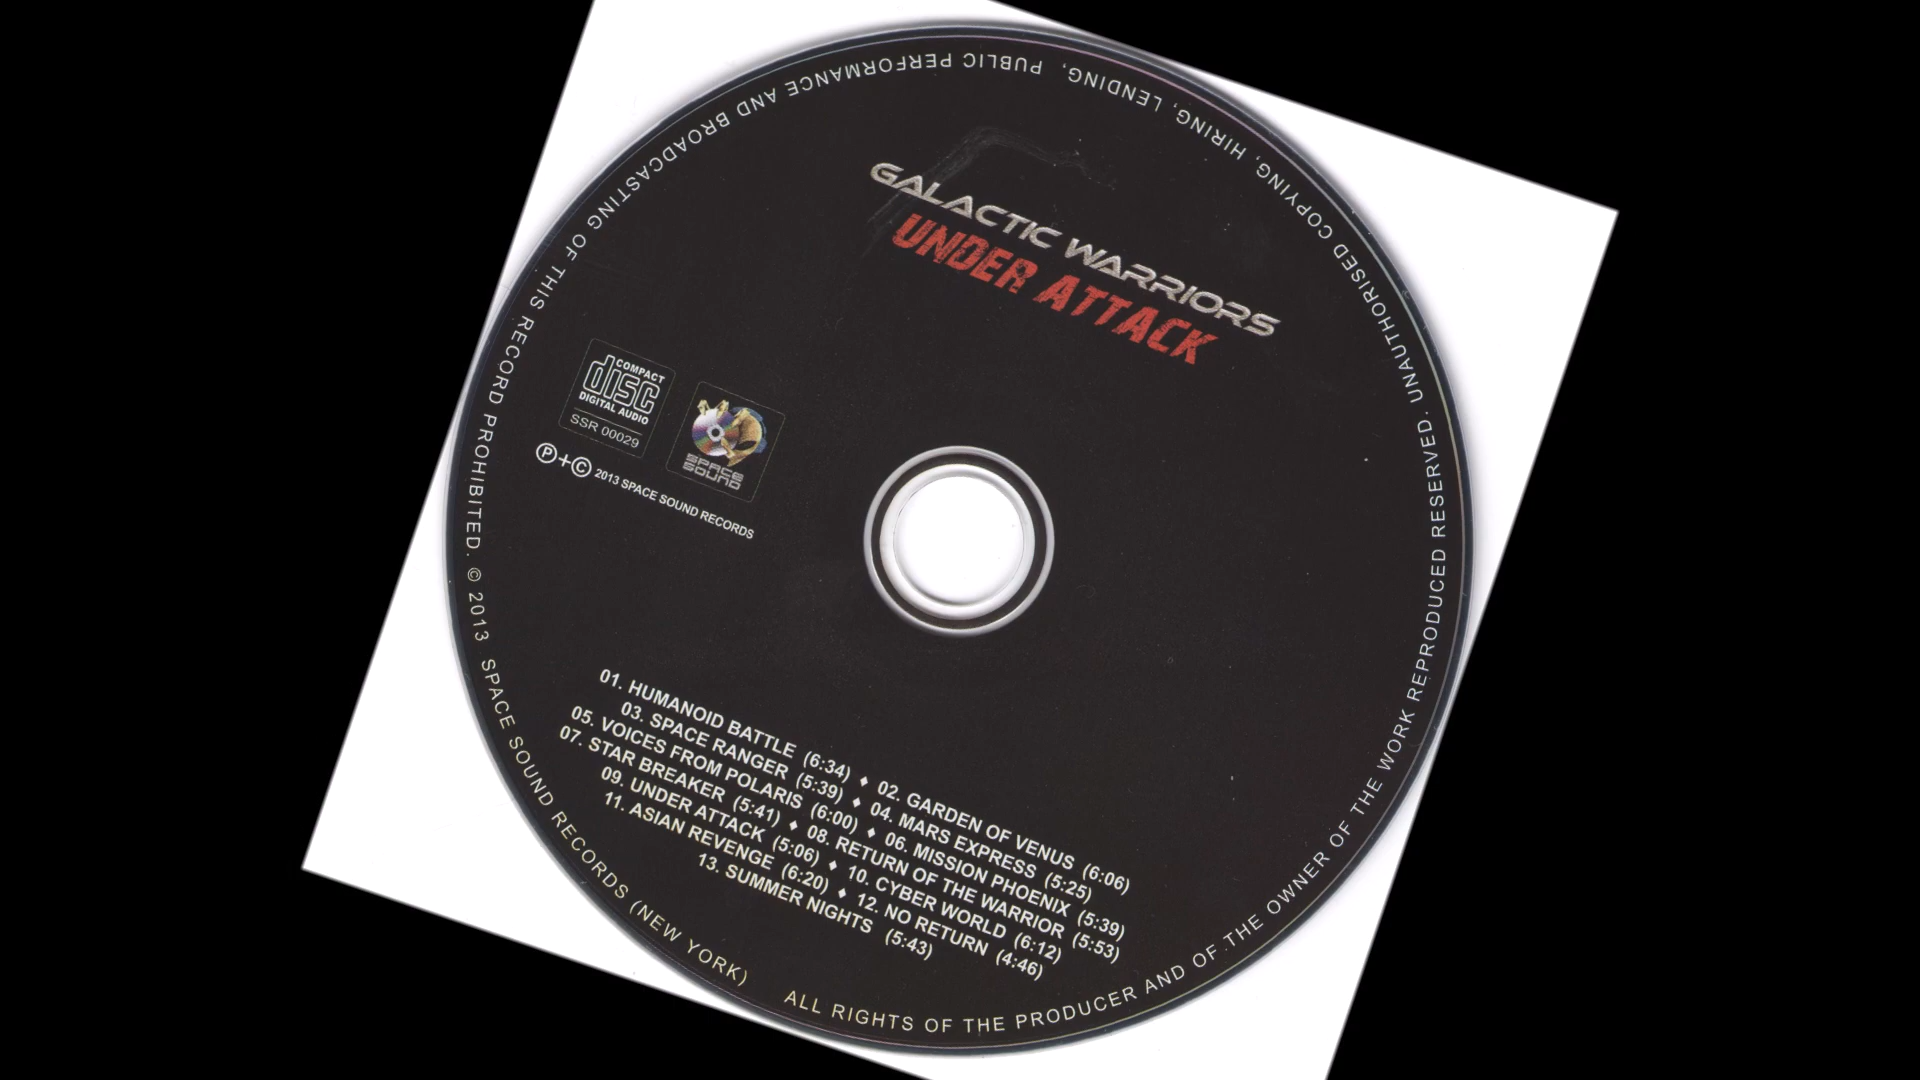 GALACTIC WARRIORS
UNDER ATTACK
COMPACT
disc
DIGITAL AUDIO
SSR 00029
SPACE
SOUND
Ⓟ+© 2013 SPACE SOUND RECORDS
01. HUMANOID BATTLE (6:34) ♦ 02. GARDEN OF VENUS (6:06)
03. SPACE RANGER (5:39) ♦ 04. MARS EXPRESS (5:25)
05. VOICES FROM POLARIS (6:00) ♦ 06. MISSION PHOENIX (5:39)
07. STAR BREAKER (5:41) ♦ 08. RETURN OF THE WARRIOR (5:53)
09. UNDER ATTACK (5:06) ♦ 10. CYBER WORLD (6:12)
11. ASIAN REVENGE (6:20) ♦ 12. NO RETURN (4:46)
13. SUMMER NIGHTS (5:43)
ALL RIGHTS OF THE PRODUCER AND OF THE OWNER OF THE WORK REPRODUCED RESERVED. UNAUTHORISED COPYING, HIRING, LENDING, PUBLIC PERFORMANCE AND BROADCASTING OF THIS RECORD PROHIBITED. © 2013 SPACE SOUND RECORDS (NEW YORK)